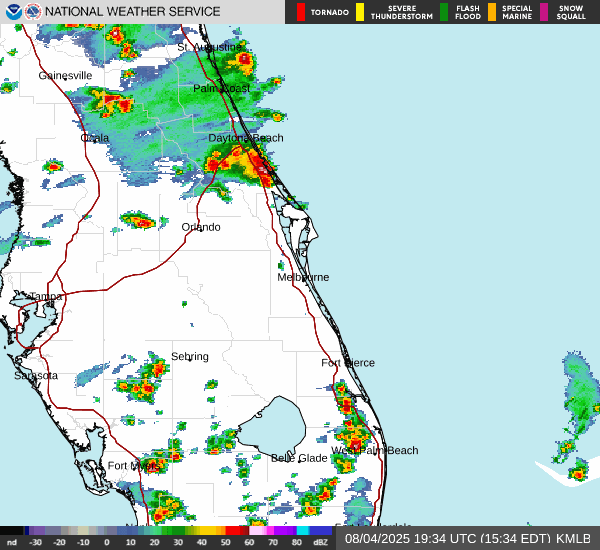 NATIONAL WEATHER SERVICE
TORNADO
SEVERE THUNDERSTORM
FLASH FLOOD
SPECIAL MARINE
SNOW SQUALL
St. Augustine
Gainesville
Palm Coast
Ocala
Daytona Beach
Orlando
Melbourne
Tampa
Sebring
Fort Pierce
Sarasota
West Palm Beach
Belle Glade
Fort Myers
nd -30 -20 -10 0 10 20 30 40 50 60 70 80 dBZ
08/04/2025 19:34 UTC (15:34 EDT) KMLB